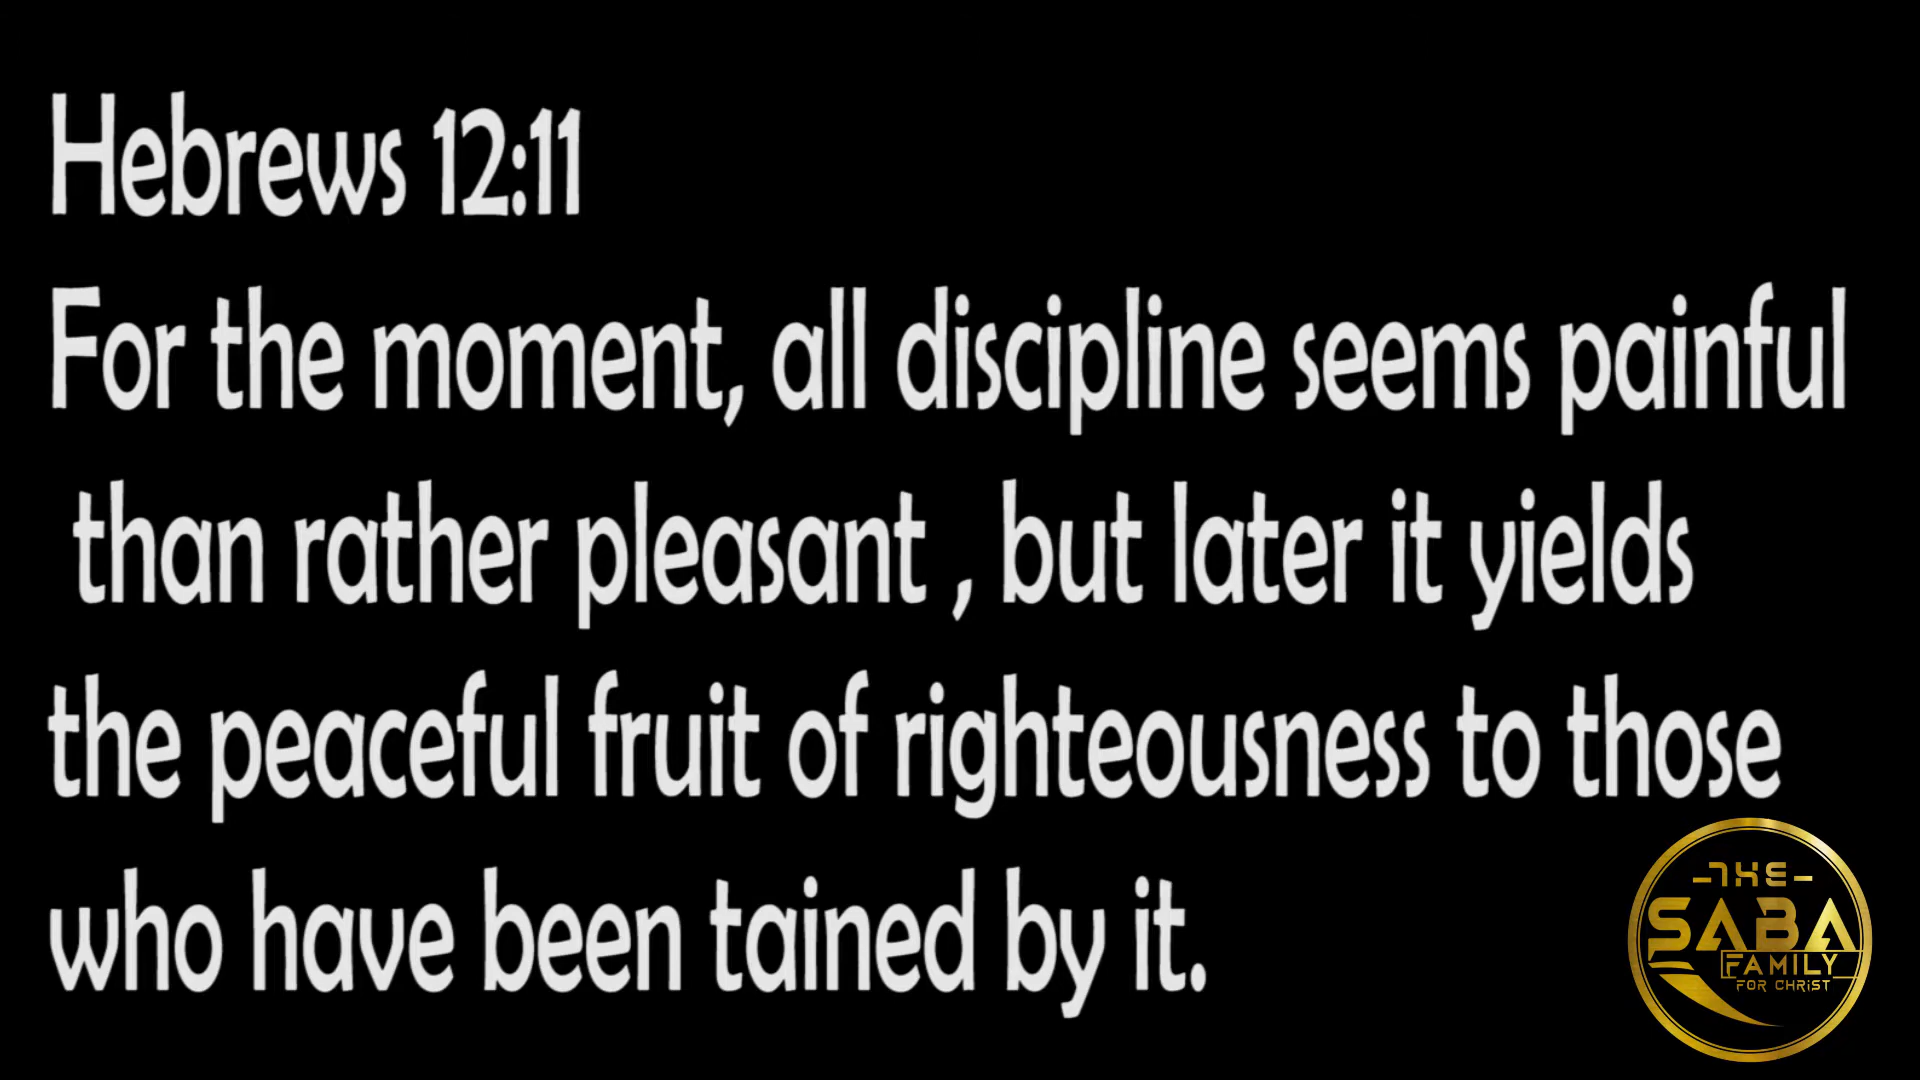 Hebrews 12:11
For the moment, all discipline seems painful
than rather pleasant , but later it yields
the peaceful fruit of righteousness to those
who have been tained by it.
-THE-
SABA
FAMILY
FOR CHRiST